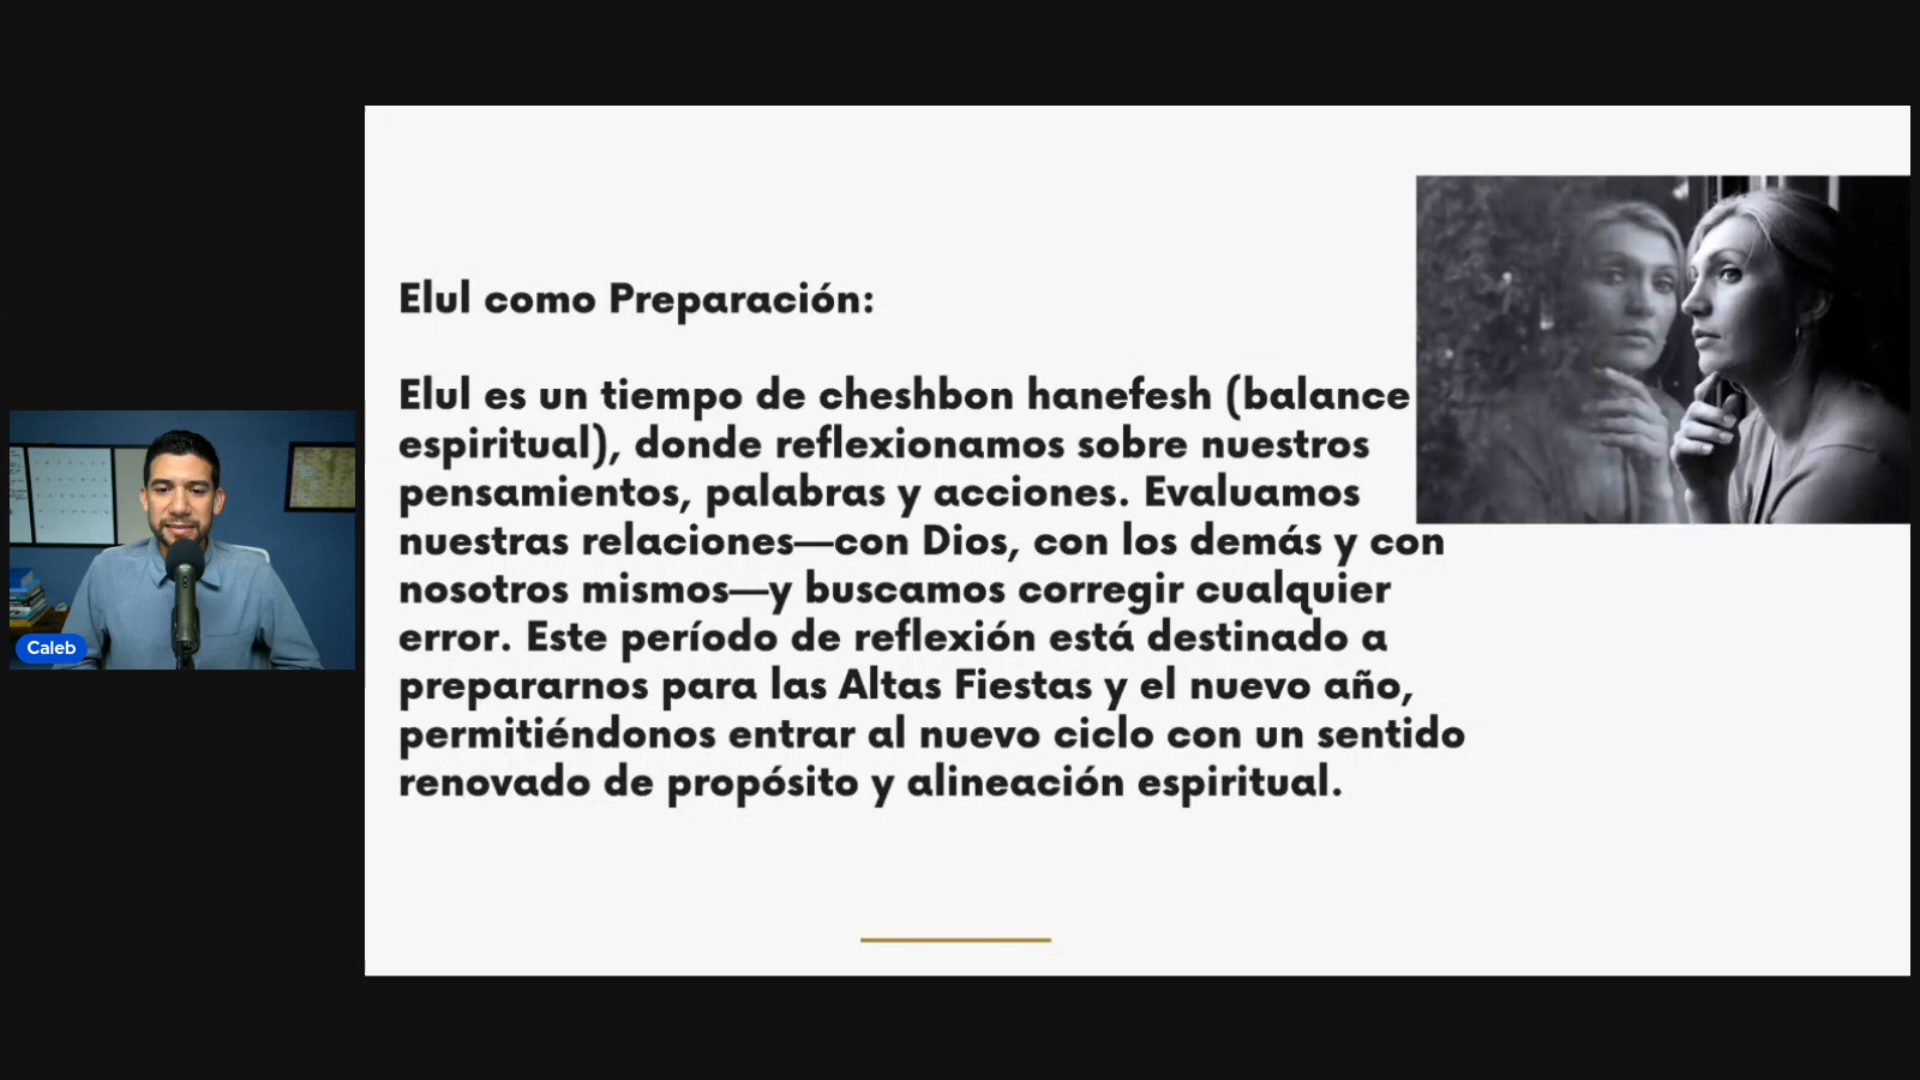 Elul como Preparación:
Elul es un tiempo de cheshbon hanefesh (balance
espiritual), donde reflexionamos sobre nuestros
pensamientos, palabras y acciones. Evaluamos
nuestras relaciones—con Dios, con los demás y con
nosotros mismos—y buscamos corregir cualquier
error. Este período de reflexión está destinado a
prepararnos para las Altas Fiestas y el nuevo año,
permitiéndonos entrar al nuevo ciclo con un sentido
renovado de propósito y alineación espiritual.
Caleb